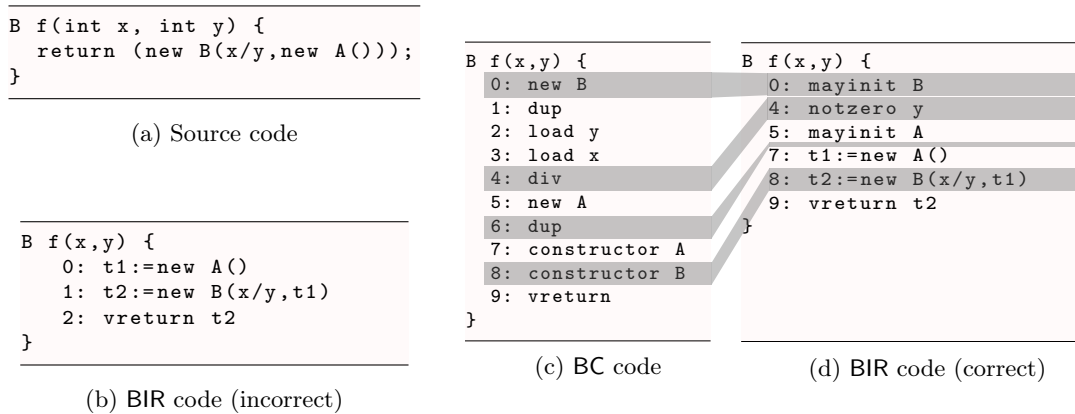 B f(int x, int y) {
  return (new B(x/y,new A()));
}
(a) Source code
B f(x,y) {
   0: t1:=new A()
   1: t2:=new B(x/y,t1)
   2: vreturn t2
}
(b) BIR code (incorrect)
B f(x,y) {
  0: new B
  1: dup
  2: load y
  3: load x
  4: div
  5: new A
  6: dup
  7: constructor A
  8: constructor B
  9: vreturn
}
(c) BC code
B f(x,y) {
  0: mayinit B
  4: notzero y
  5: mayinit A
  7: t1:=new A()
  8: t2:=new B(x/y,t1)
  9: vreturn t2
}
(d) BIR code (correct)